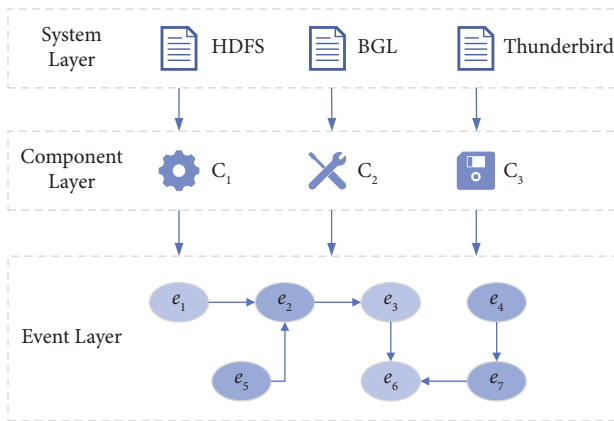 System
Layer
HDFS
BGL
Thunderbird
Component
Layer
C1
C2
C3
Event Layer
e1
e2
e3
e4
e5
e6
e7